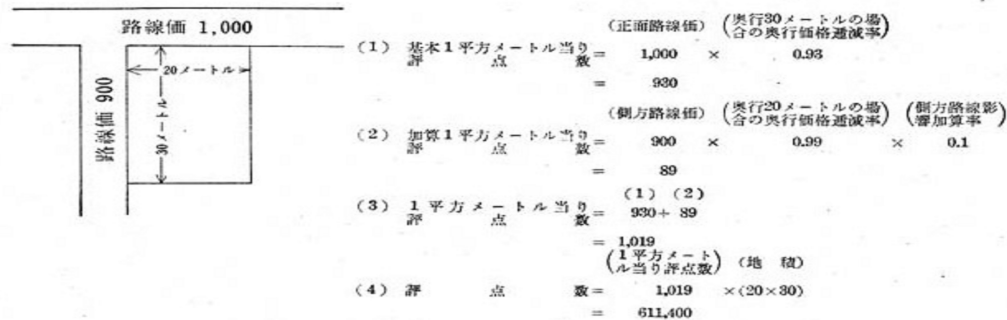 路線価 1,000
路線価 900
20メートル
30メートル
(正面路線価) (奥行30メートルの場合の奥行価格逓減率)
(1) 基本1平方メートル当り評点数 = 1,000 × 0.93
= 930
(側方路線価) (奥行20メートルの場合の奥行価格逓減率) (側方路線影響加算率)
(2) 加算1平方メートル当り評点数 = 900 × 0.99 × 0.1
= 89
(1) (2)
(3) 1平方メートル当り評点数 = 930+ 89
= 1,019
(1平方メートル当り評点数) (地 積)
(4) 評点数 = 1,019 ×(20×30)
= 611,400